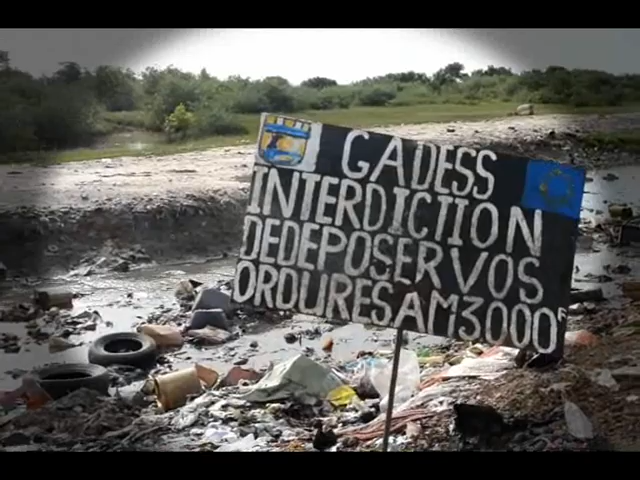 GADESS
INTERDICTION
DEDEPOSERVOS
ORDURESAM3000F